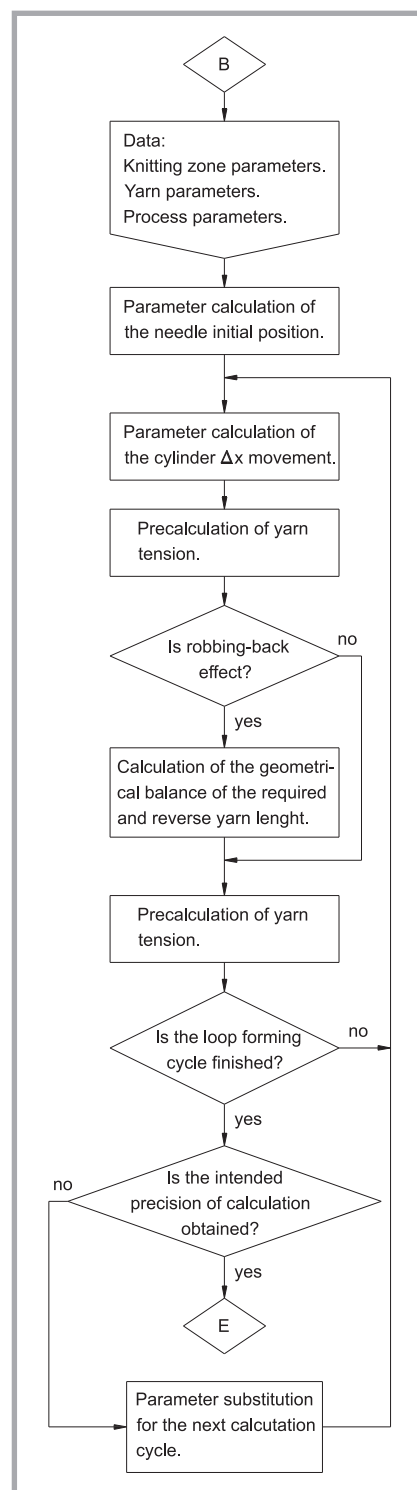 B
Data:
Knitting zone parameters.
Yarn parameters.
Process parameters.
Parameter calculation of
the needle initial position.
Parameter calculation of
the cylinder Δx movement.
Precalculation of yarn
tension.
Is robbing-back
effect?
no
yes
Calculation of the geometri-
cal balance of the required
and reverse yarn lenght.
Precalculation of yarn
tension.
Is the loop forming
cycle finished?
no
yes
Is the intended
precision of calculation
obtained?
no
yes
E
Parameter substitution
for the next calcutation
cycle.